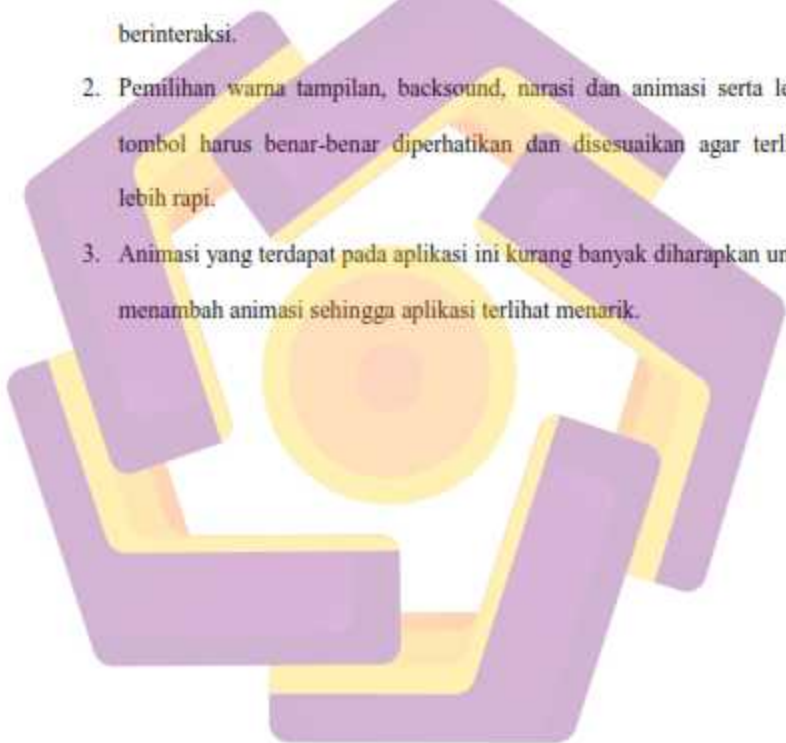 berinteraksi.
2. Pemilihan warna tampilan, backsound, narasi dan animasi serta
tombol harus benar-benar diperhatikan dan disesuaikan agar
lebih rapi.
3. Animasi yang terdapat pada aplikasi ini kurang banyak diharapkan
menambah animasi sehingga aplikasi terlihat menarik.